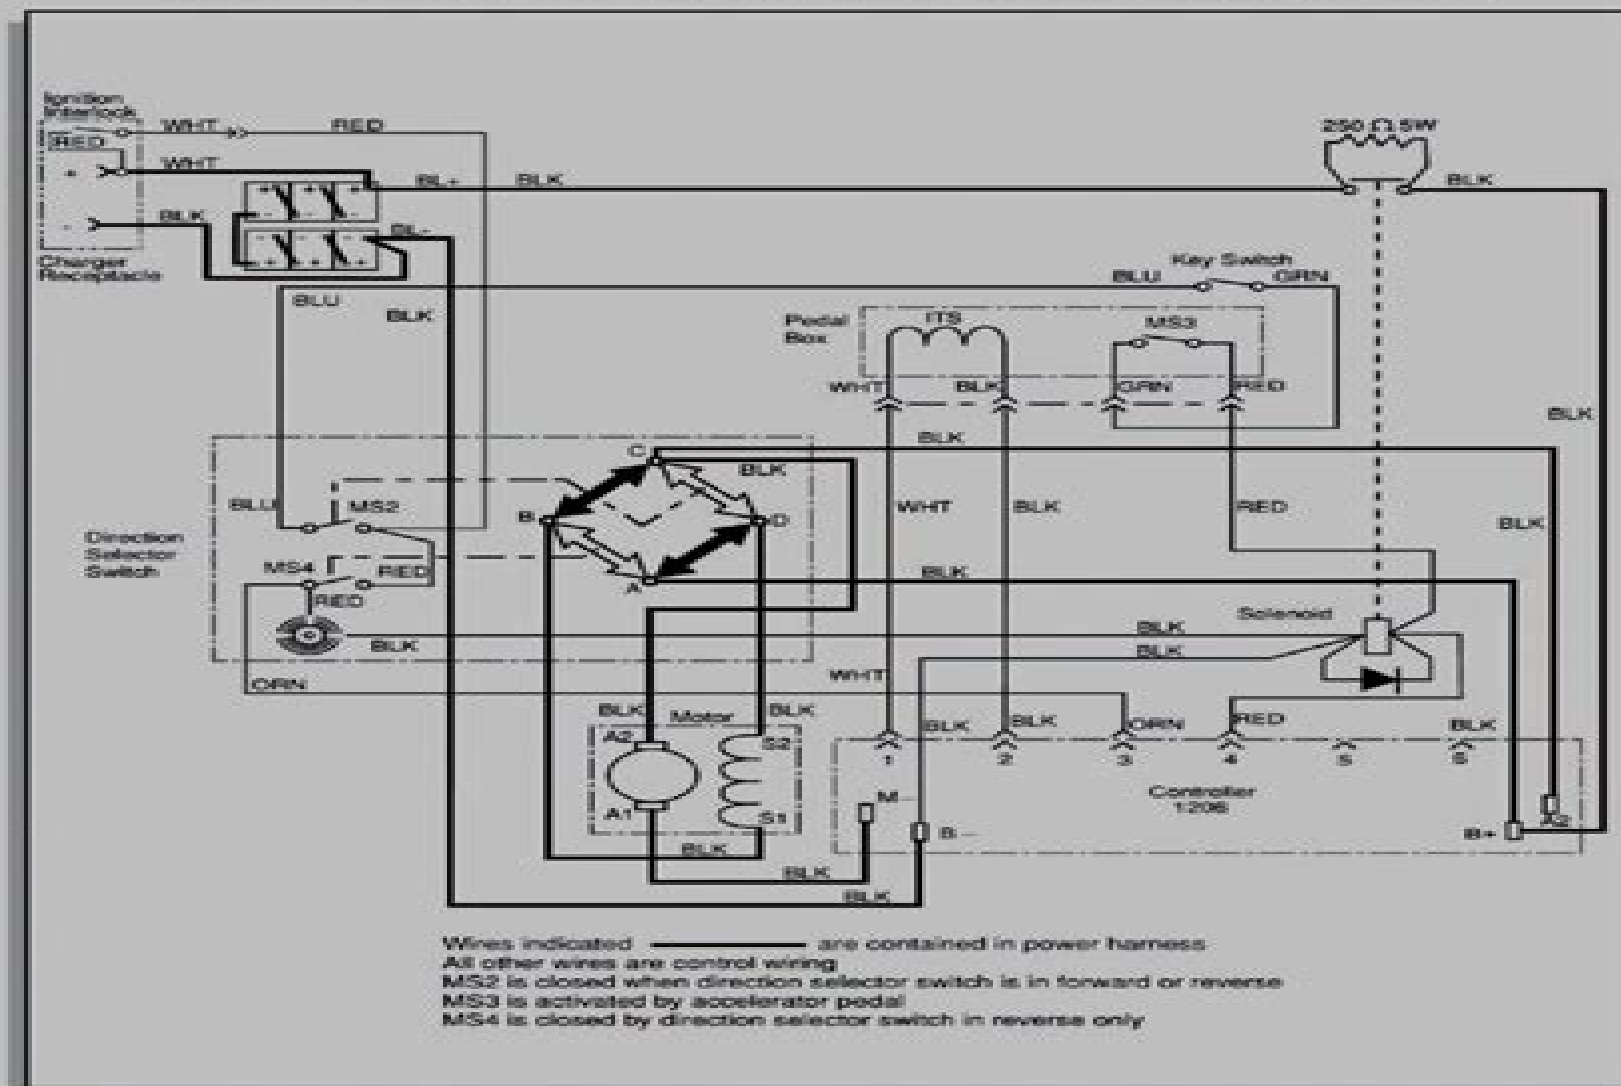 Ignition
Interlock
WHT
RED
RED
+
WHT
-
BLK
Charger
Receptacle
BL+
BLK
BL-
250 Ω 5W
BLK
Key Switch
BLU
GRN
BLU
BLK
Pedal
Box
ITS
MS3
WHT
BLK
GRN
RED
BLK
BLK
C
BLK
BLU
MS2
B
D
WHT
BLK
RED
BLK
Direction
Selector
Switch
MS4
RED
A
BLK
RED
Solenoid
BLK
BLK
BLK
ORN
WHT
BLK
Motor
BLK
BLK
BLK
ORN
RED
BLK
A2
S2
1
2
3
4
5
6
M-
Controller
1206
A1
S1
B-
B+
A2
BLK
BLK
BLK
Wires indicated are contained in power harness
All other wires are control wiring
MS2 is closed when direction selector switch is in forward or reverse
MS3 is activated by accelerator pedal
MS4 is closed by direction selector switch in reverse only